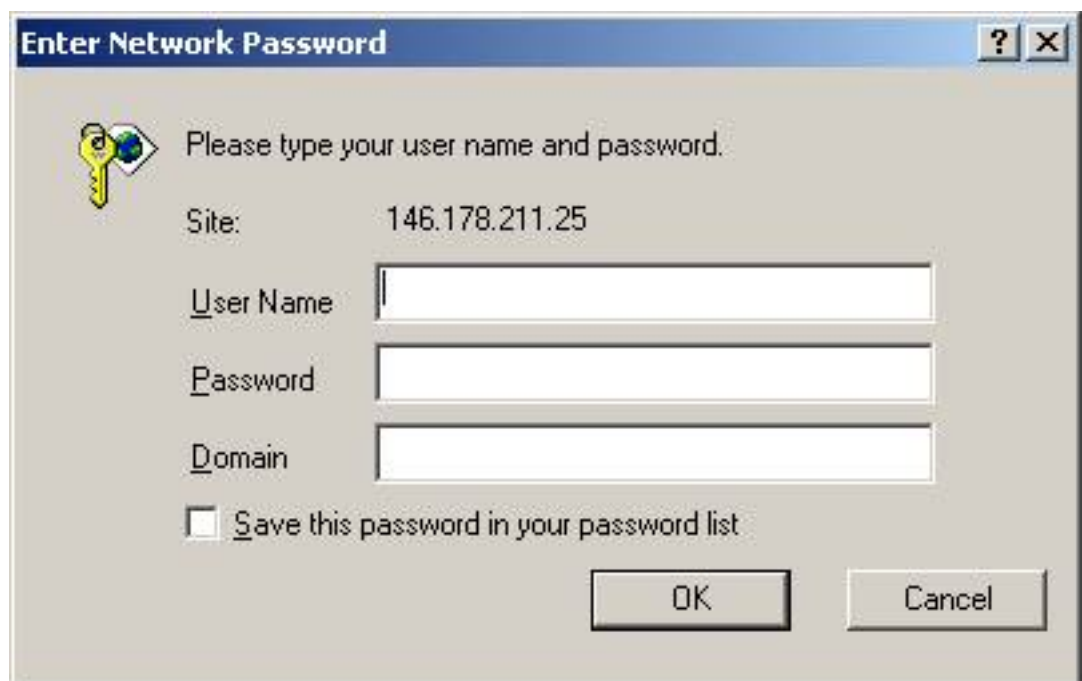 Enter Network Password
Please type your user name and password.
Site: 146.178.211.25
User Name
Password
Domain
Save this password in your password list
OK Cancel